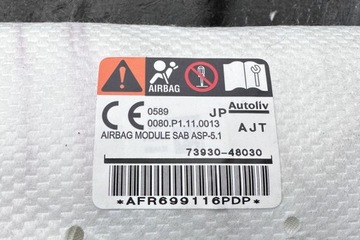 AIRBAG
CE 0589 JP Autoliv
0080.P1.11.0013 AJT
AIRBAG MODULE SAB ASP-5.1
73930-48030
*AFR699116PDP*